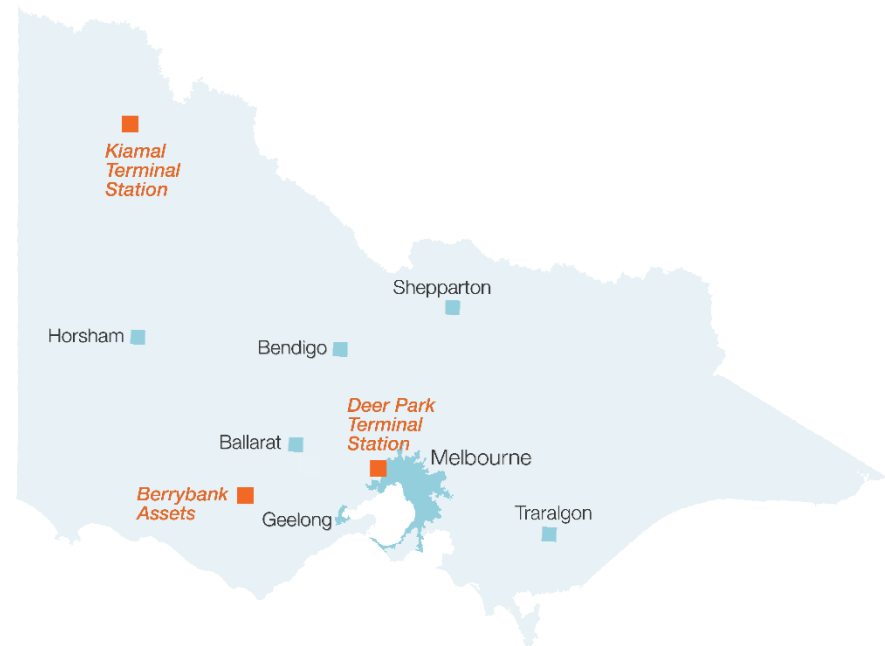 Kiamal
Terminal
Station
Shepparton
Horsham
Bendigo
Deer Park
Terminal
Station
Ballarat
Melbourne
Berrybank
Assets
Geelong
Traralgon